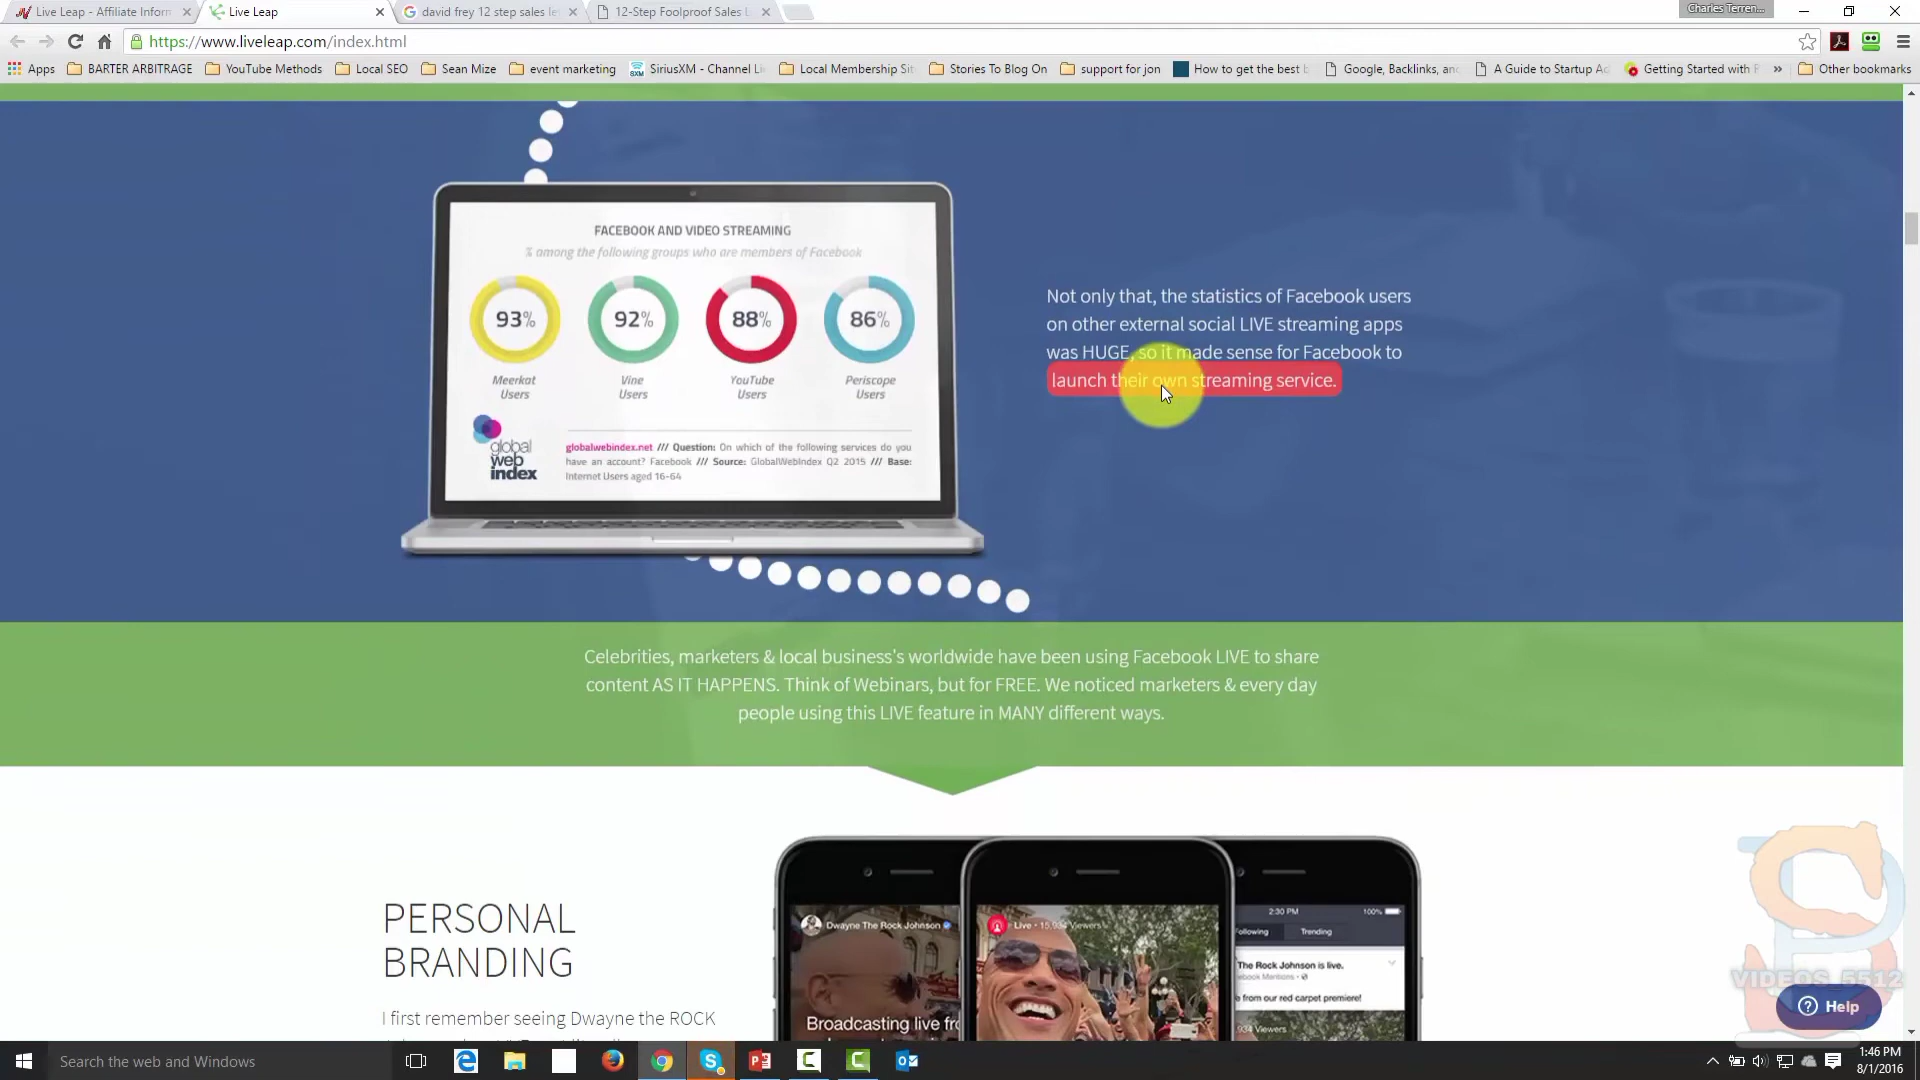 Live Leap - Affiliate Inform
Live Leap
david frey 12 step sales le
12-Step Foolproof Sales L
Charles Terren...
https://www.liveleap.com/index.html
Apps
BARTER ARBITRAGE
YouTube Methods
Local SEO
Sean Mize
event marketing
SiriusXM - Channel Li
Local Membership Sit
Stories To Blog On
support for jon
How to get the best
Google, Backlinks, an
A Guide to Startup Ac
Getting Started with
»
Other bookmarks
FACEBOOK AND VIDEO STREAMING
% among the following groups who are members of Facebook
93% 92% 88% 86%
Meerkat Users
Vine Users
YouTube Users
Periscope Users
global
web
index
globalwebindex.net /// Question: On which of the following services do you
have an account? Facebook /// Source: GlobalWebIndex Q2 2015 /// Base:
Internet Users aged 16-64
Not only that, the statistics of Facebook users
on other external social LIVE streaming apps
was HUGE, so it made sense for Facebook to
launch their own streaming service.
Celebrities, marketers & local business's worldwide have been using Facebook LIVE to share
content AS IT HAPPENS. Think of Webinars, but for FREE. We noticed marketers & every day
people using this LIVE feature in MANY different ways.
PERSONAL
BRANDING
I first remember seeing Dwayne the ROCK
Dwayne The Rock Johnson
Broadcasting live fr
Live • 15,934 Viewers
2:30 PM 100%
Following Trending
The Rock Johnson is live.
ebook Mentions •
e from our red carpet premiere!
934 Viewers
VIDEOS_5512
Help
Search the web and Windows
1:46 PM
8/1/2016